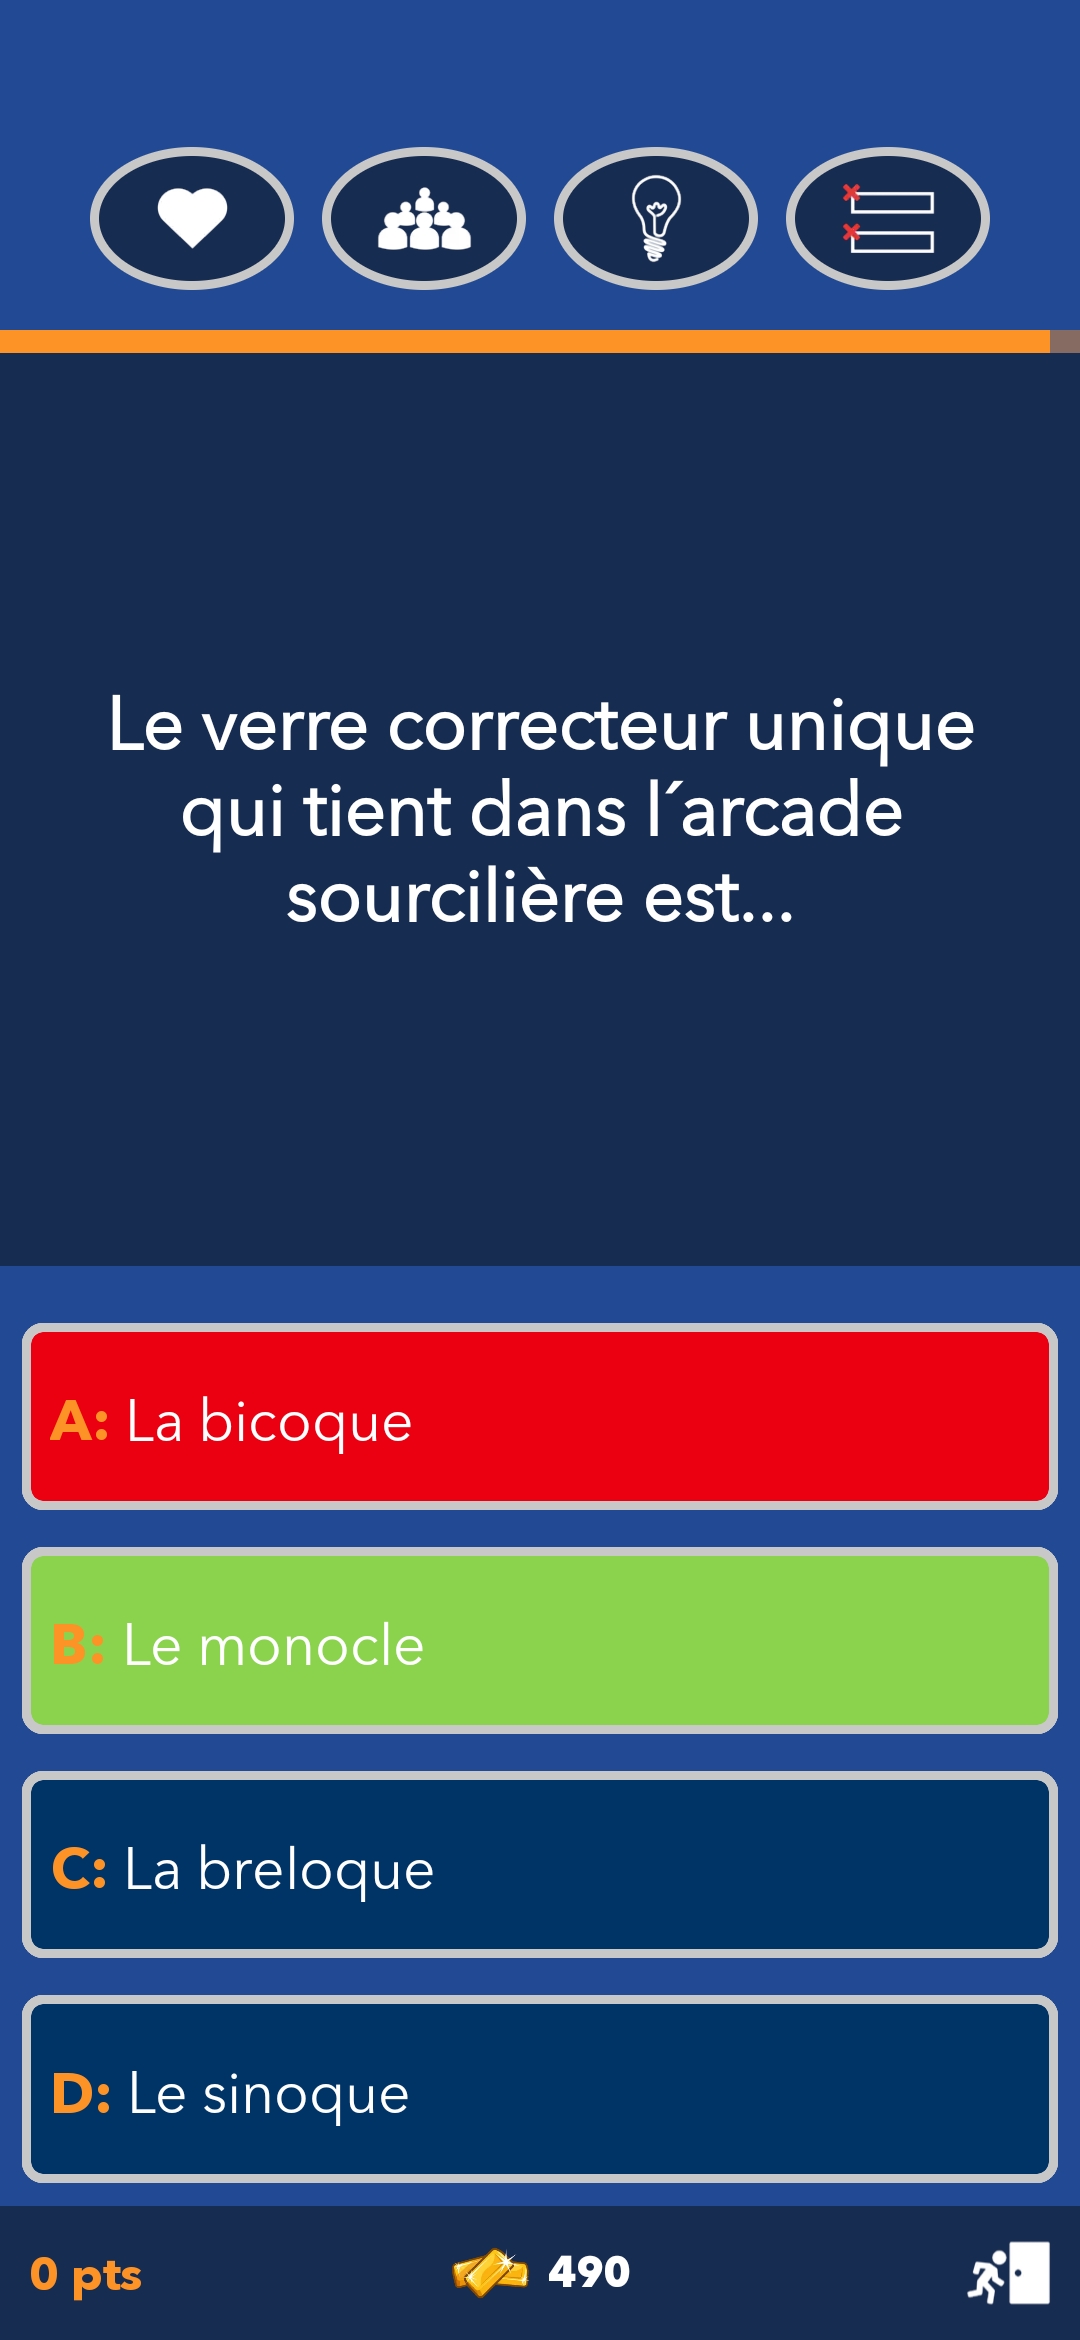 Le verre correcteur unique
qui tient dans l´arcade
sourcilière est...
A: La bicoque
B: Le monocle
C: La breloque
D: Le sinoque
0 pts
490